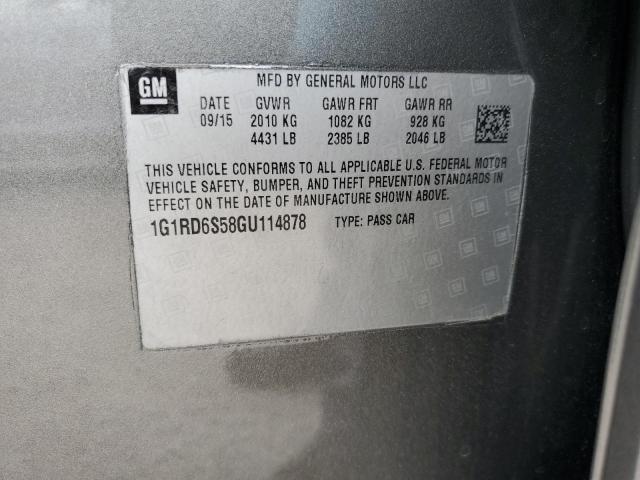 GM
MFD BY GENERAL MOTORS LLC
DATE GVWR GAWR FRT GAWR RR
09/15 2010 KG 1082 KG 928 KG
4431 LB 2385 LB 2046 LB
THIS VEHICLE CONFORMS TO ALL APPLICABLE U.S. FEDERAL MOTOR
VEHICLE SAFETY, BUMPER, AND THEFT PREVENTION STANDARDS IN
EFFECT ON THE DATE OF MANUFACTURE SHOWN ABOVE.
1G1RD6S58GU114878 TYPE: PASS CAR